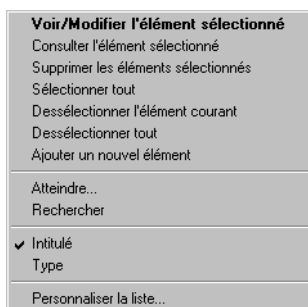 Voir/Modifier l'élément sélectionné
Consulter l'élément sélectionné
Supprimer les éléments sélectionnés
Sélectionner tout
Dessélectionner l'élément courant
Dessélectionner tout
Ajouter un nouvel élément
Atteindre...
Rechercher
Intitulé
Type
Personnaliser la liste...